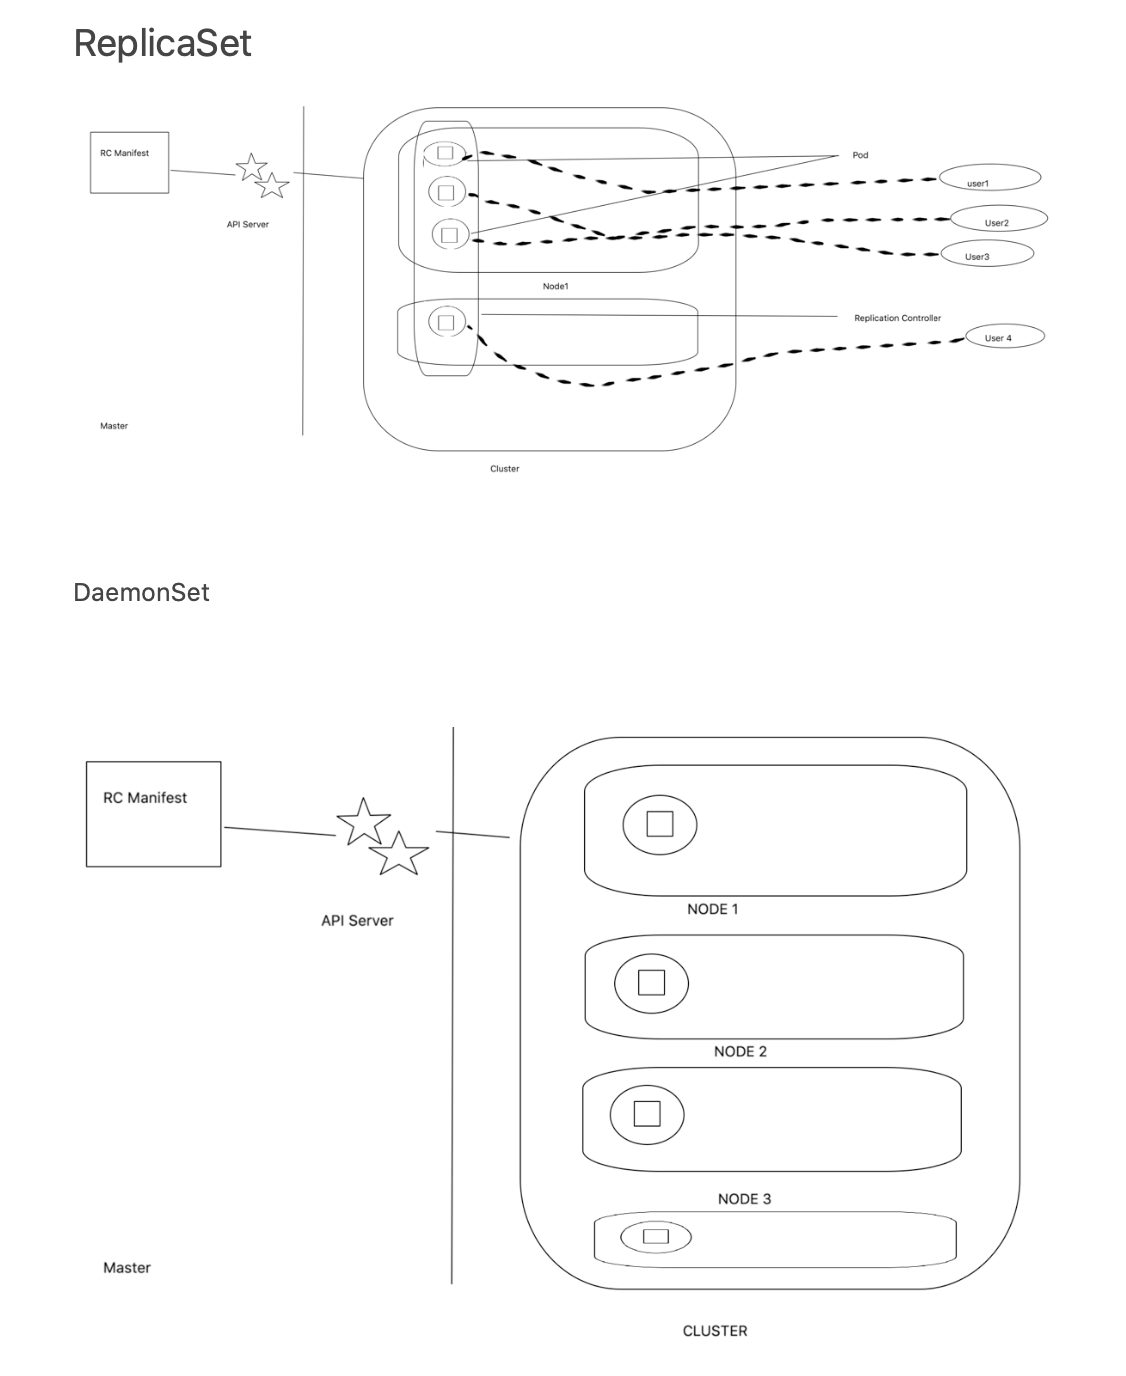 ReplicaSet
RC Manifest
API Server
Pod
user1
User2
User3
Node1
Replication Controller
User 4
Master
Cluster
DaemonSet
RC Manifest
API Server
NODE 1
NODE 2
NODE 3
Master
CLUSTER